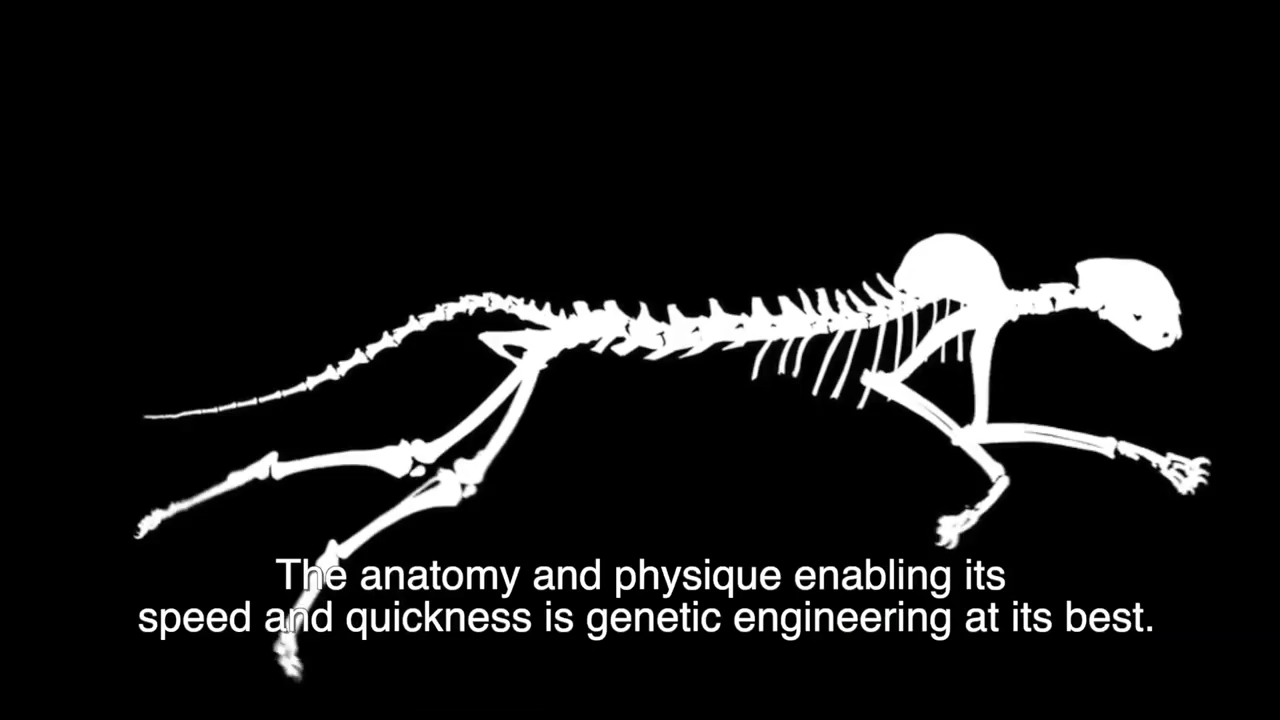 The anatomy and physique enabling its
speed and quickness is genetic engineering at its best.